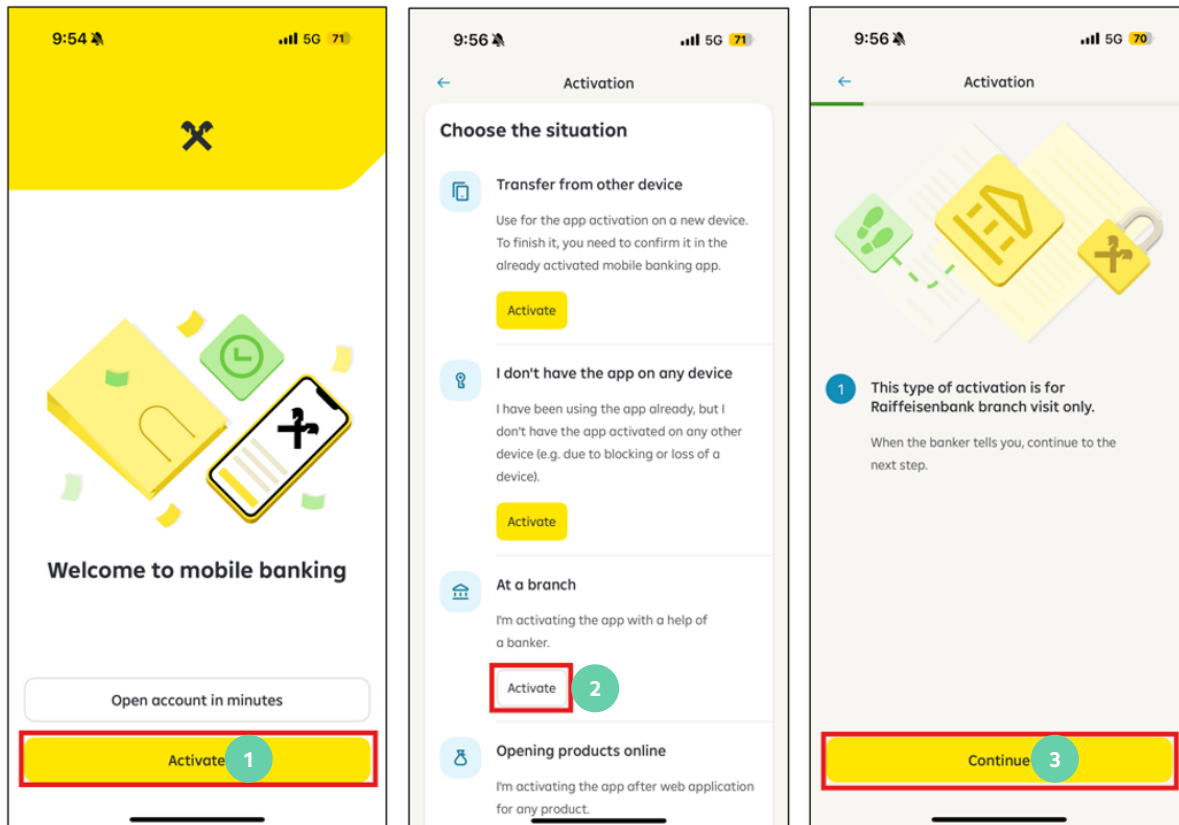 9:54
5G 71
Welcome to mobile banking
Open account in minutes
Activate 1
9:56
5G 71
Activation
Choose the situation
Transfer from other device
Use for the app activation on a new device.
To finish it, you need to confirm it in the
already activated mobile banking app.
Activate
I don't have the app on any device
I have been using the app already, but I
don't have the app activated on any other
device (e.g. due to blocking or loss of a
device).
Activate
At a branch
I'm activating the app with a help of
a banker.
Activate 2
Opening products online
I'm activating the app after web application
for any product.
9:56
5G 70
Activation
1 This type of activation is for
Raiffeisenbank branch visit only.
When the banker tells you, continue to the
next step.
Continue 3